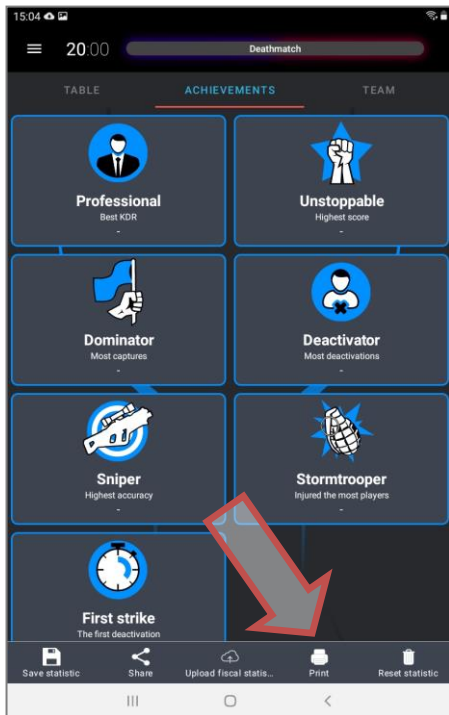 15:04
20:00
Deathmatch
TABLE
ACHIEVEMENTS
TEAM
Professional
Best KDR
-
Unstoppable
Highest score
-
Dominator
Most captures
-
Deactivator
Most deactivations
-
Sniper
Highest accuracy
-
Stormtrooper
Injured the most players
-
First strike
The first deactivation
Save statistic
Share
Upload fiscal statis...
Print
Reset statistic